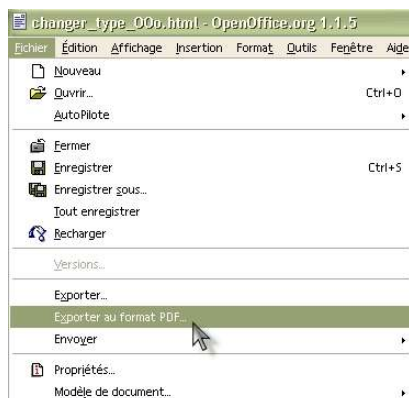 changer_type_OOo.html - OpenOffice.org 1.1.5
Fichier Édition Affichage Insertion Format Outils Fenêtre Aide
Nouveau
Ouvrir... Ctrl+O
AutoPilote
Fermer
Enregistrer Ctrl+S
Enregistrer sous...
Tout enregistrer
Recharger
Versions...
Exporter...
Exporter au format PDF...
Envoyer
Propriétés...
Modèle de document...